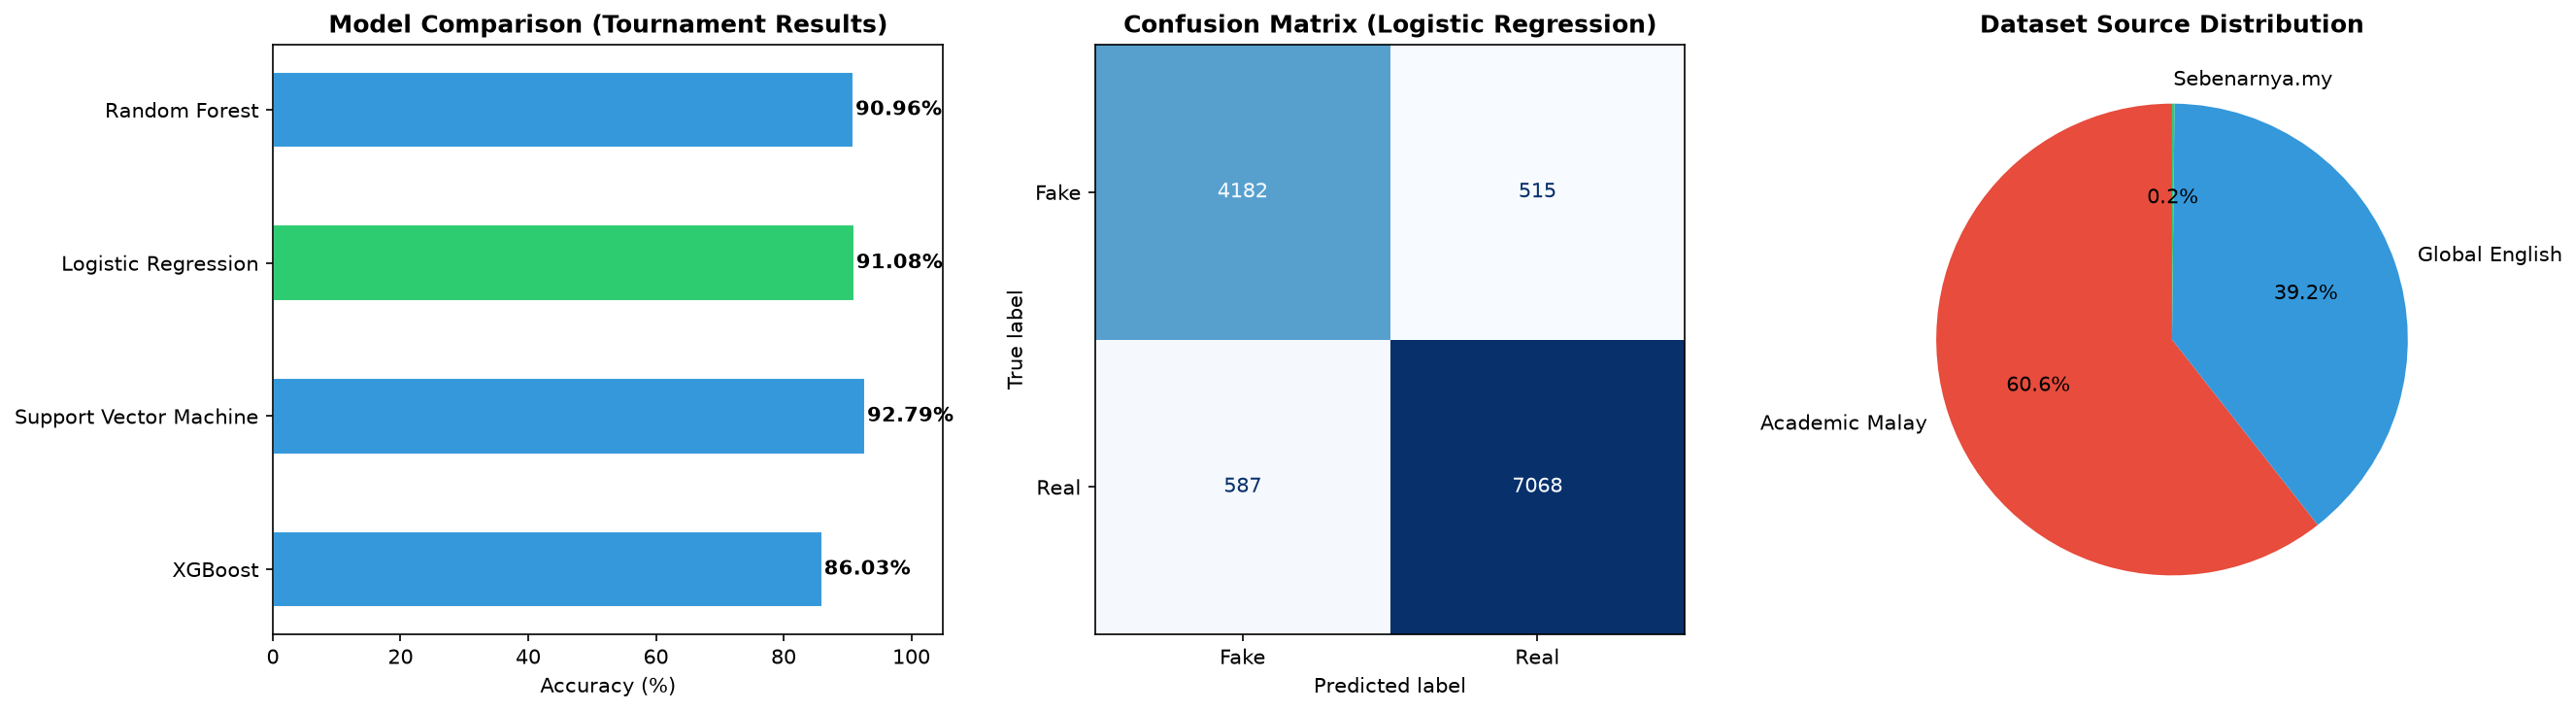 Model Comparison (Tournament Results)
Random Forest
90.96%
Logistic Regression
91.08%
Support Vector Machine
92.79%
XGBoost
86.03%
0 20 40 60 80 100
Accuracy (%)
Confusion Matrix (Logistic Regression)
True label
Fake
4182 515
Real
587 7068
Fake Real
Predicted label
Dataset Source Distribution
Sebenarnya.my
0.2%
Global English
39.2%
60.6%
Academic Malay